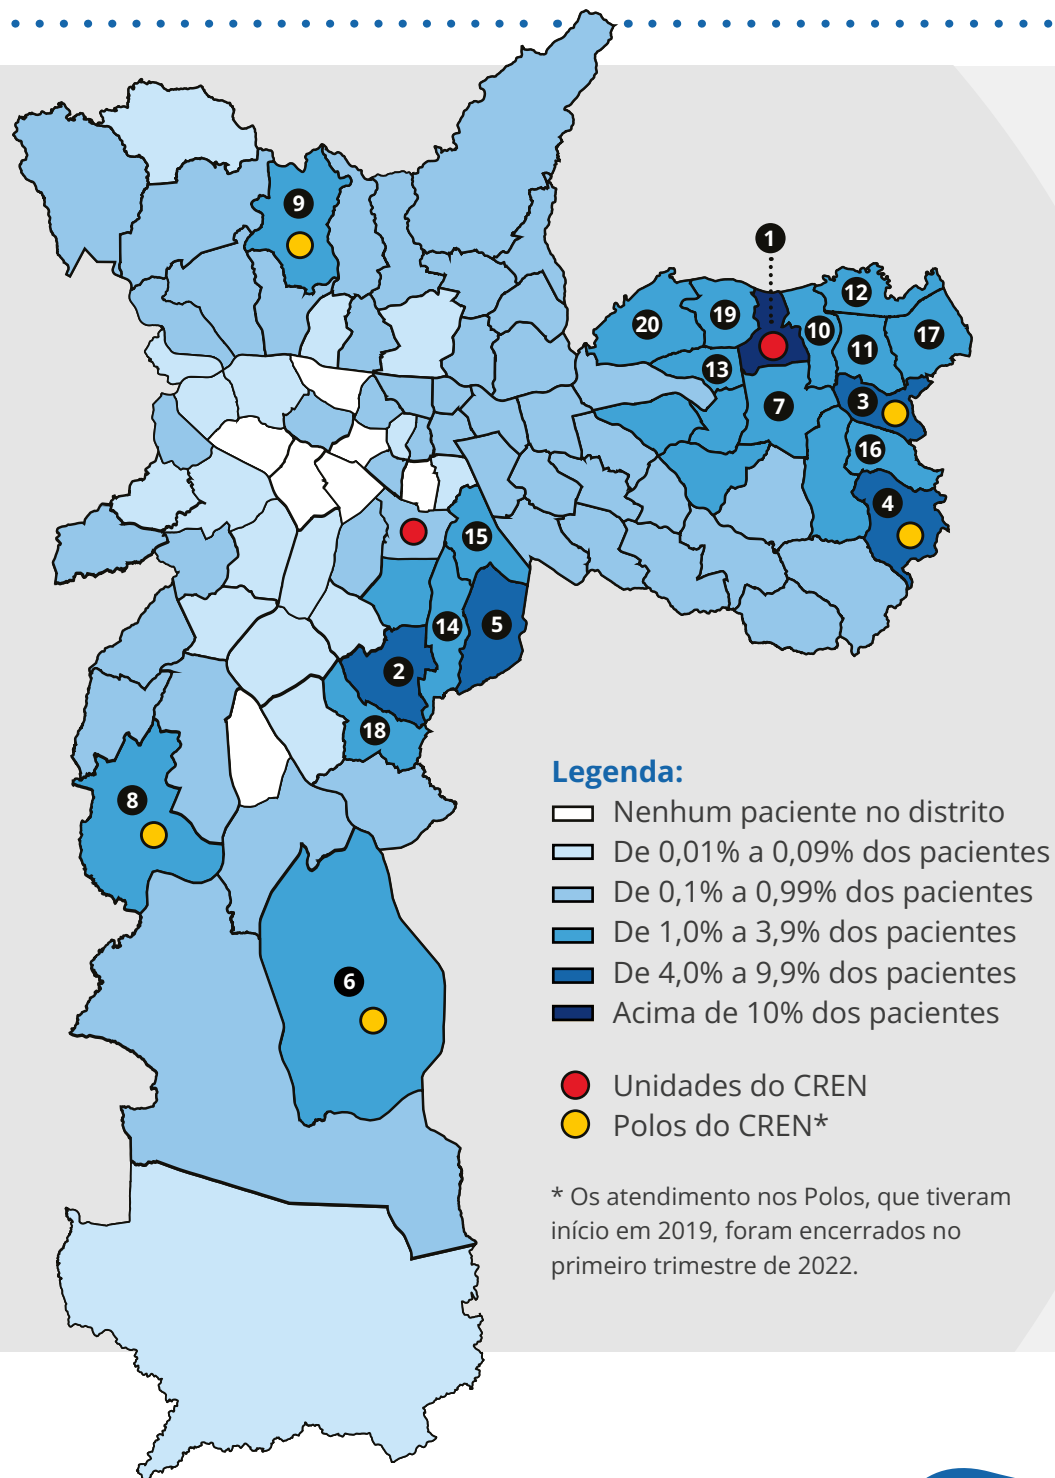 9
1
12
20
19
10
17
11
13
3
7
16
4
15
14
5
2
18
8
6
Legenda:
Nenhum paciente no distrito
De 0,01% a 0,09% dos pacientes
De 0,1% a 0,99% dos pacientes
De 1,0% a 3,9% dos pacientes
De 4,0% a 9,9% dos pacientes
Acima de 10% dos pacientes
Unidades do CREN
Polos do CREN*
* Os atendimento nos Polos, que tiveram
início em 2019, foram encerrados no
primeiro trimestre de 2022.